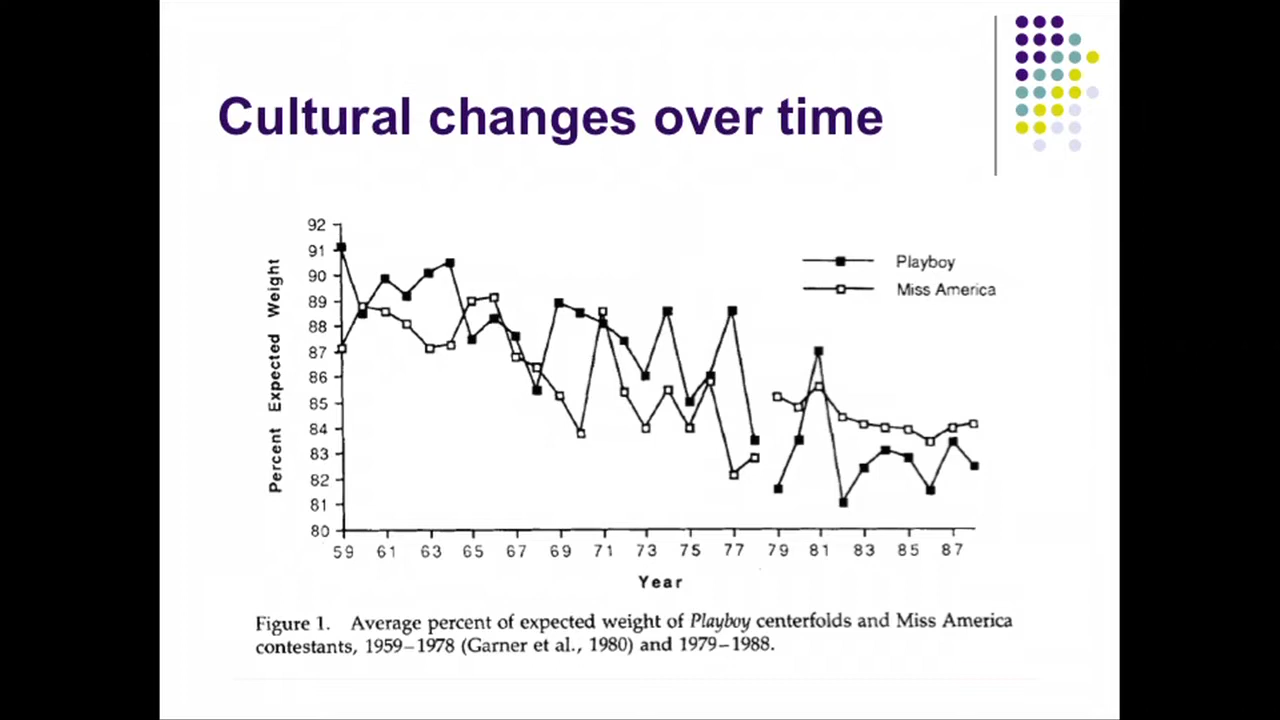 Cultural changes over time
92
91
90
89
88
87
86
85
84
83
82
81
80
Percent Expected Weight
Playboy
Miss America
59 61 63 65 67 69 71 73 75 77 79 81 83 85 87
Year
Figure 1. Average percent of expected weight of Playboy centerfolds and Miss America
contestants, 1959–1978 (Garner et al., 1980) and 1979–1988.